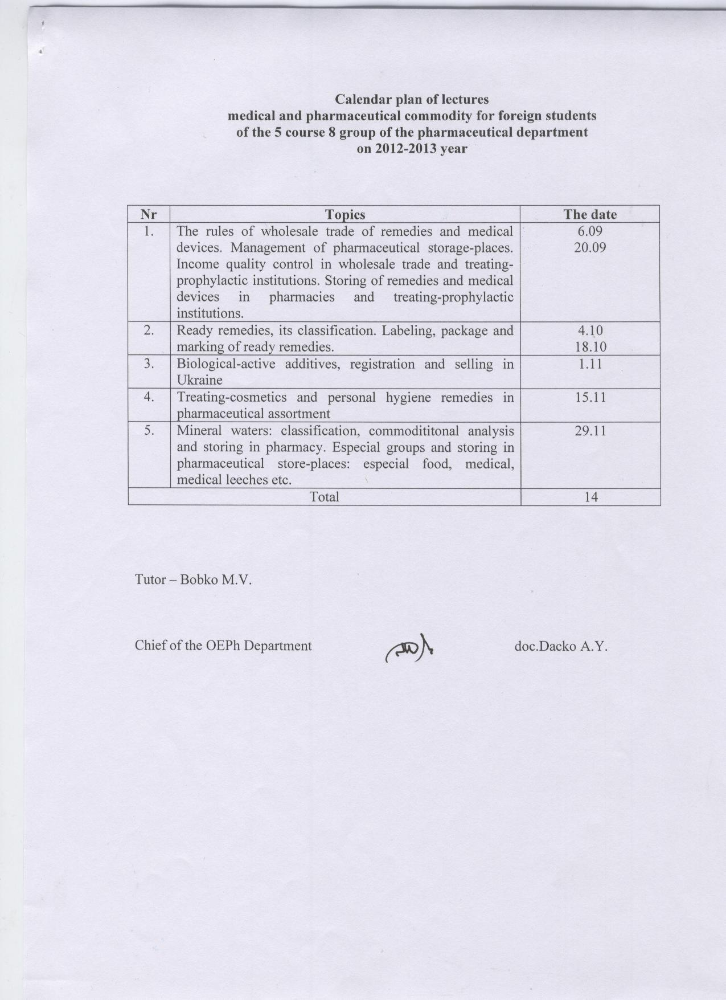 Calendar plan of lectures
medical and pharmaceutical commodity for foreign students
of the 5 course 8 group of the pharmaceutical department
on 2012-2013 year
Nr Topics The date
1. The rules of wholesale trade of remedies and medical 6.09
devices. Management of pharmaceutical storage-places. 20.09
Income quality control in wholesale trade and treating-
prophylactic institutions. Storing of remedies and medical
devices in pharmacies and treating-prophylactic
institutions.
2. Ready remedies, its classification. Labeling, package and 4.10
marking of ready remedies. 18.10
3. Biological-active additives, registration and selling in 1.11
Ukraine
4. Treating-cosmetics and personal hygiene remedies in 15.11
pharmaceutical assortment
5. Mineral waters: classification, commodititonal analysis 29.11
and storing in pharmacy. Especial groups and storing in
pharmaceutical store-places: especial food, medical,
medical leeches etc.
Total 14
Tutor – Bobko M.V.
Chief of the OEPh Department doc.Dacko A.Y.